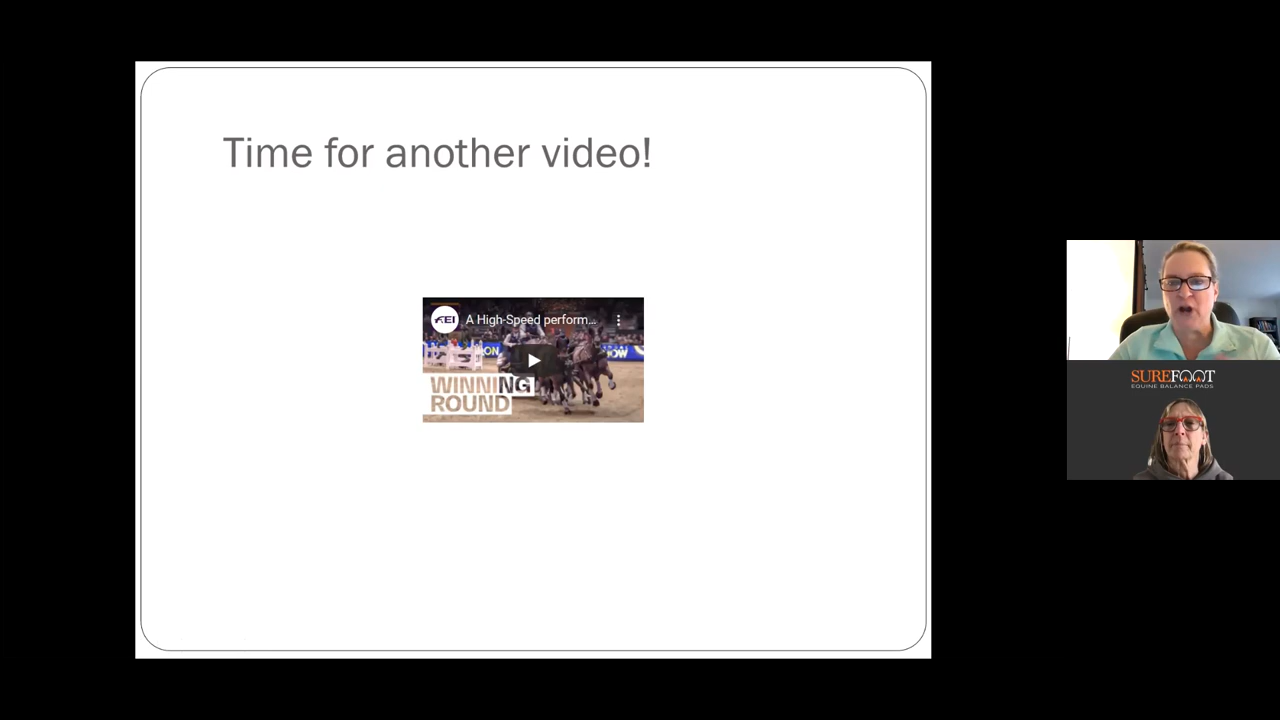 Time for another video!
FEI
A High-Speed perform...
WINNING
ROUND
SUREFOOT
EQUINE BALANCE PADS